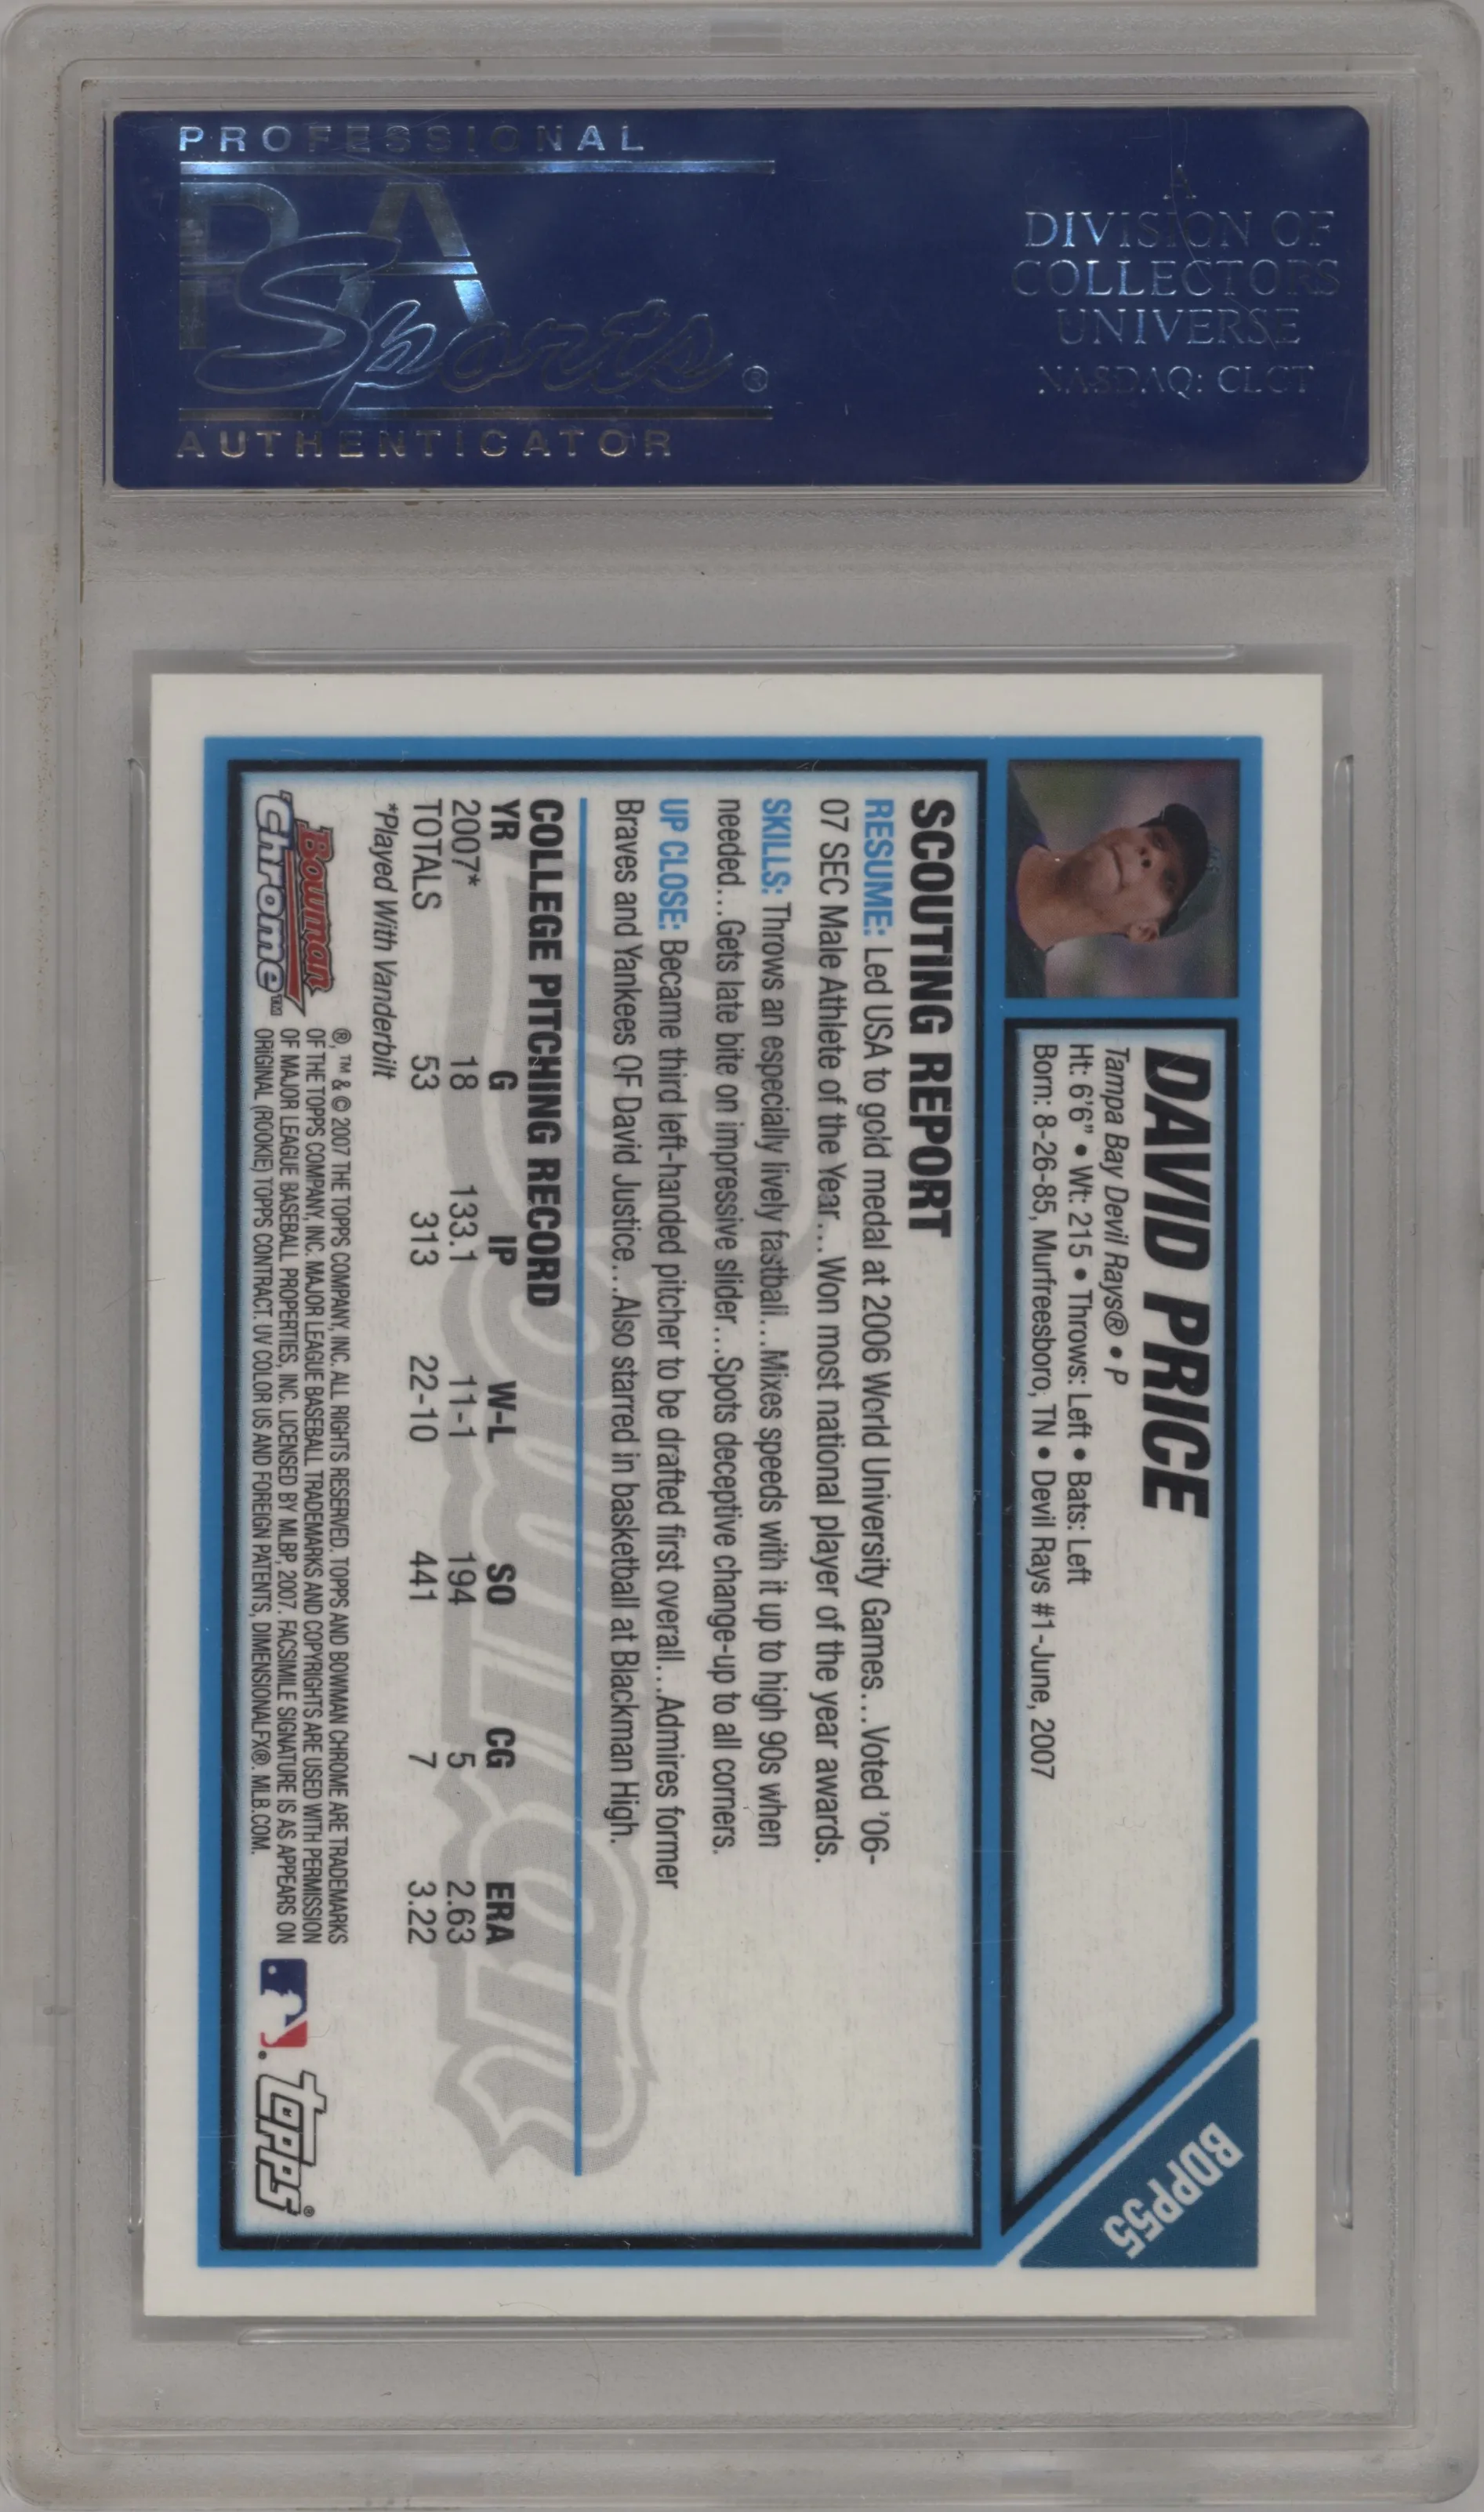 PROFESSIONAL
PSA
Sports®
AUTHENTICATOR
A
DIVISION OF
COLLECTORS
UNIVERSE
NASDAQ: CLCT
DAVID PRICE
Tampa Bay Devil Rays® • P
Ht: 6'6" • Wt: 215 • Throws: Left • Bats: Left
Born: 8-26-85, Murfreesboro, TN • Devil Rays #1-June, 2007
BDPP55
SCOUTING REPORT
RESUME: Led USA to gold medal at 2006 World University Games...Voted '06-
07 SEC Male Athlete of the Year...Won most national player of the year awards.
SKILLS: Throws an especially lively fastball...Mixes speeds with it up to high 90s when
needed...Gets late bite on impressive slider...Spots deceptive change-up to all corners.
UP CLOSE: Became third left-handed pitcher to be drafted first overall...Admires former
Braves and Yankees OF David Justice...Also starred in basketball at Blackman High.
COLLEGE PITCHING RECORD
YR G IP W-L SO CG ERA
2007* 18 133.1 11-1 194 5 2.63
TOTALS 53 313 22-10 441 7 3.22
*Played With Vanderbilt
Bowman
Chrome™
®, ™ & © 2007 THE TOPPS COMPANY, INC. ALL RIGHTS RESERVED. TOPPS AND BOWMAN CHROME ARE TRADEMARKS
OF THE TOPPS COMPANY, INC. MAJOR LEAGUE BASEBALL TRADEMARKS AND COPYRIGHTS ARE USED WITH PERMISSION
OF MAJOR LEAGUE BASEBALL PROPERTIES, INC. LICENSED BY MLBP, 2007. FACSIMILE SIGNATURE IS AS APPEARS ON
ORIGINAL (ROOKIE) TOPPS CONTRACT. UV COLOR US AND FOREIGN PATENTS, DIMENSIONALFX®. MLB.COM.
topps®
Bowman